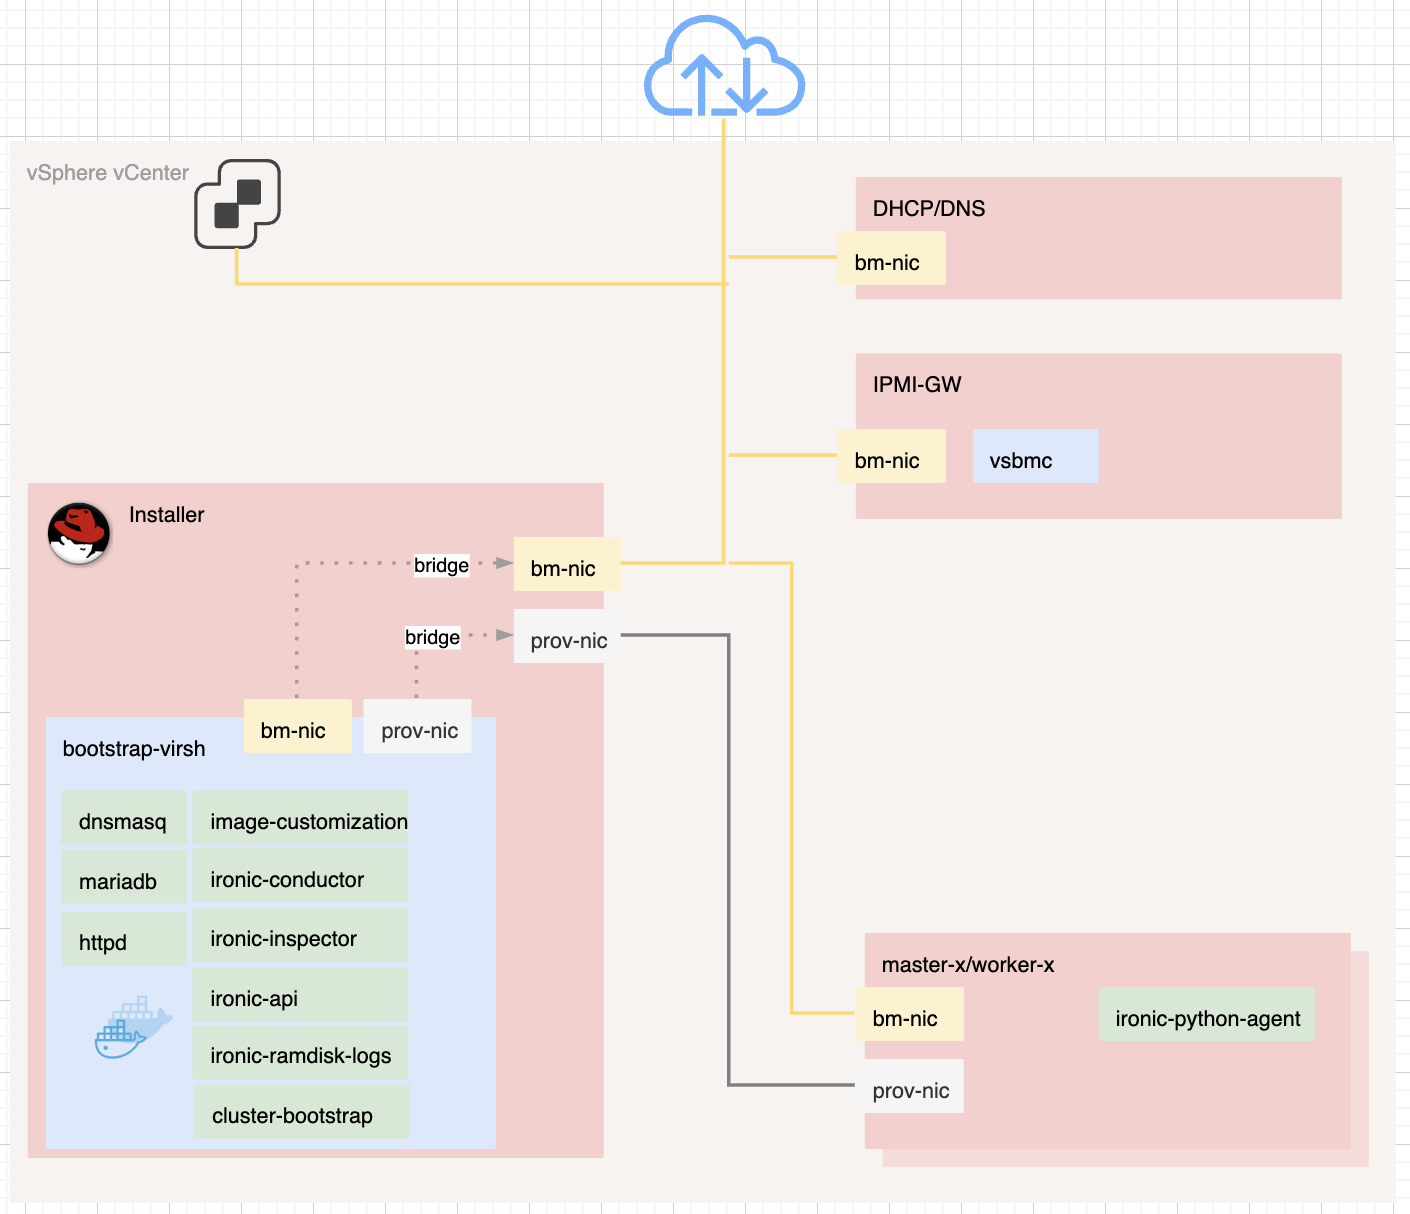 vSphere vCenter
DHCP/DNS
bm-nic
IPMI-GW
bm-nic
vsbmc
Installer
bridge
bm-nic
bridge
prov-nic
bm-nic
prov-nic
bootstrap-virsh
dnsmasq
image-customization
mariadb
ironic-conductor
httpd
ironic-inspector
ironic-api
ironic-ramdisk-logs
cluster-bootstrap
master-x/worker-x
bm-nic
ironic-python-agent
prov-nic